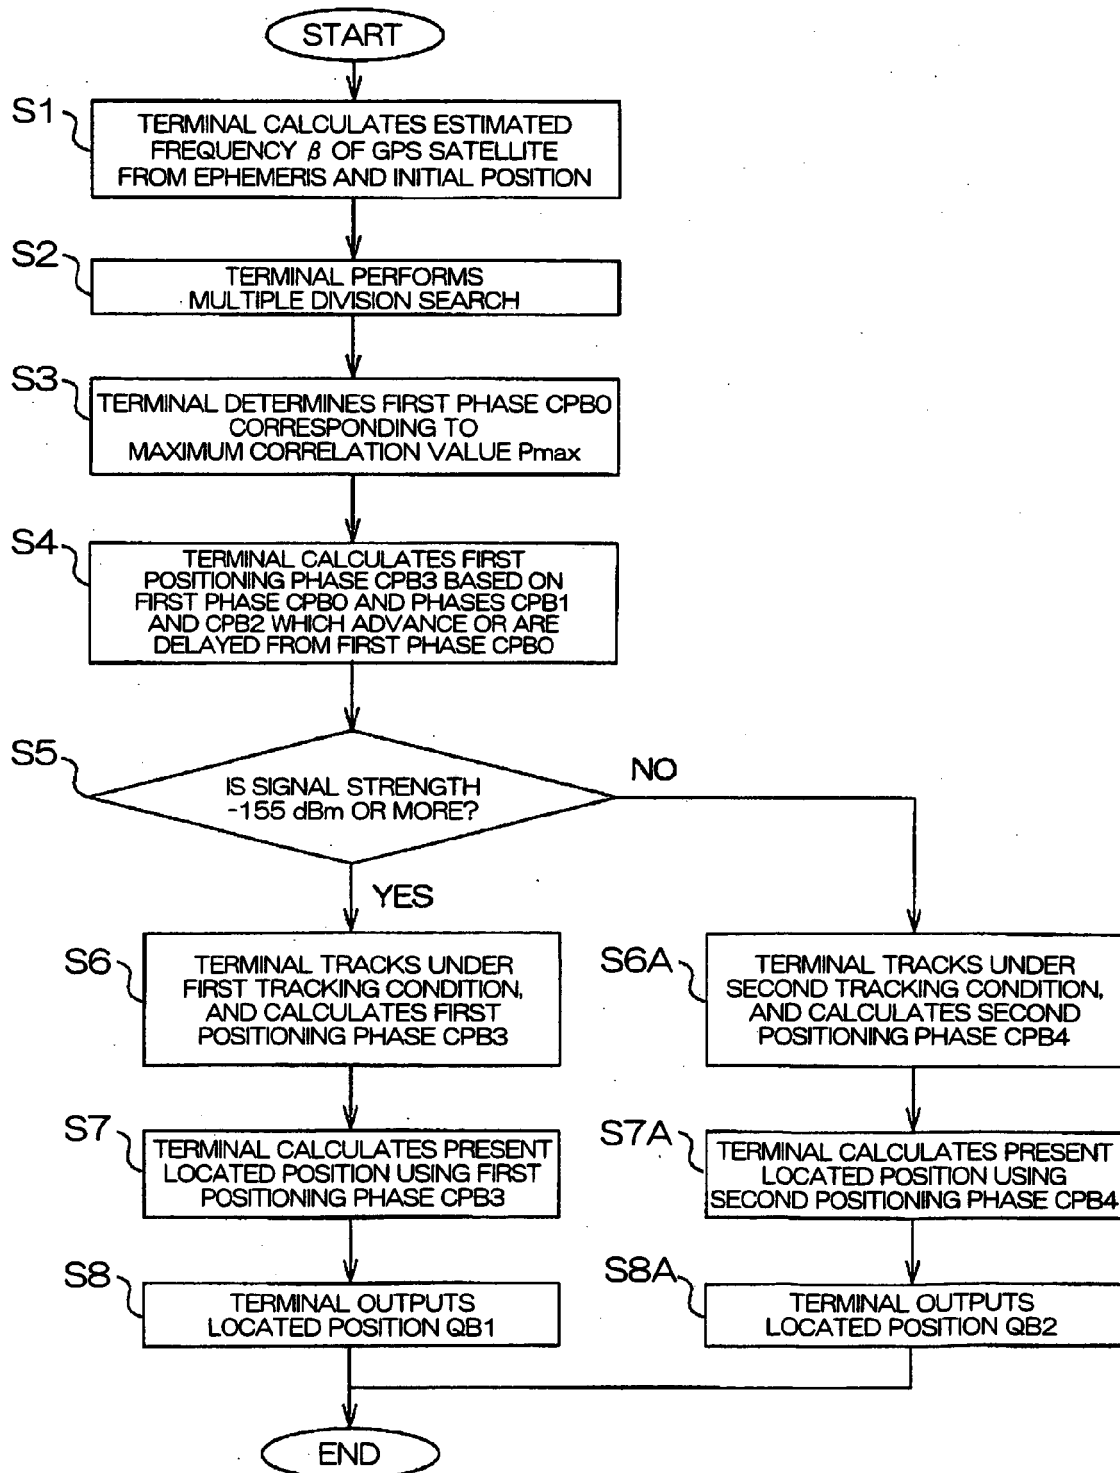 START
S1
TERMINAL CALCULATES ESTIMATED
FREQUENCY β OF GPS SATELLITE
FROM EPHEMERIS AND INITIAL POSITION
S2
TERMINAL PERFORMS
MULTIPLE DIVISION SEARCH
S3
TERMINAL DETERMINES FIRST PHASE CPB0
CORRESPONDING TO
MAXIMUM CORRELATION VALUE Pmax
S4
TERMINAL CALCULATES FIRST
POSITIONING PHASE CPB3 BASED ON
FIRST PHASE CPB0 AND PHASES CPB1
AND CPB2 WHICH ADVANCE OR ARE
DELAYED FROM FIRST PHASE CPB0
S5
IS SIGNAL STRENGTH
-155 dBm OR MORE?
NO
YES
S6
TERMINAL TRACKS UNDER
FIRST TRACKING CONDITION,
AND CALCULATES FIRST
POSITIONING PHASE CPB3
S6A
TERMINAL TRACKS UNDER
SECOND TRACKING CONDITION,
AND CALCULATES SECOND
POSITIONING PHASE CPB4
S7
TERMINAL CALCULATES PRESENT
LOCATED POSITION USING FIRST
POSITIONING PHASE CPB3
S7A
TERMINAL CALCULATES PRESENT
LOCATED POSITION USING
SECOND POSITIONING PHASE CPB4
S8
TERMINAL OUTPUTS
LOCATED POSITION QB1
S8A
TERMINAL OUTPUTS
LOCATED POSITION QB2
END